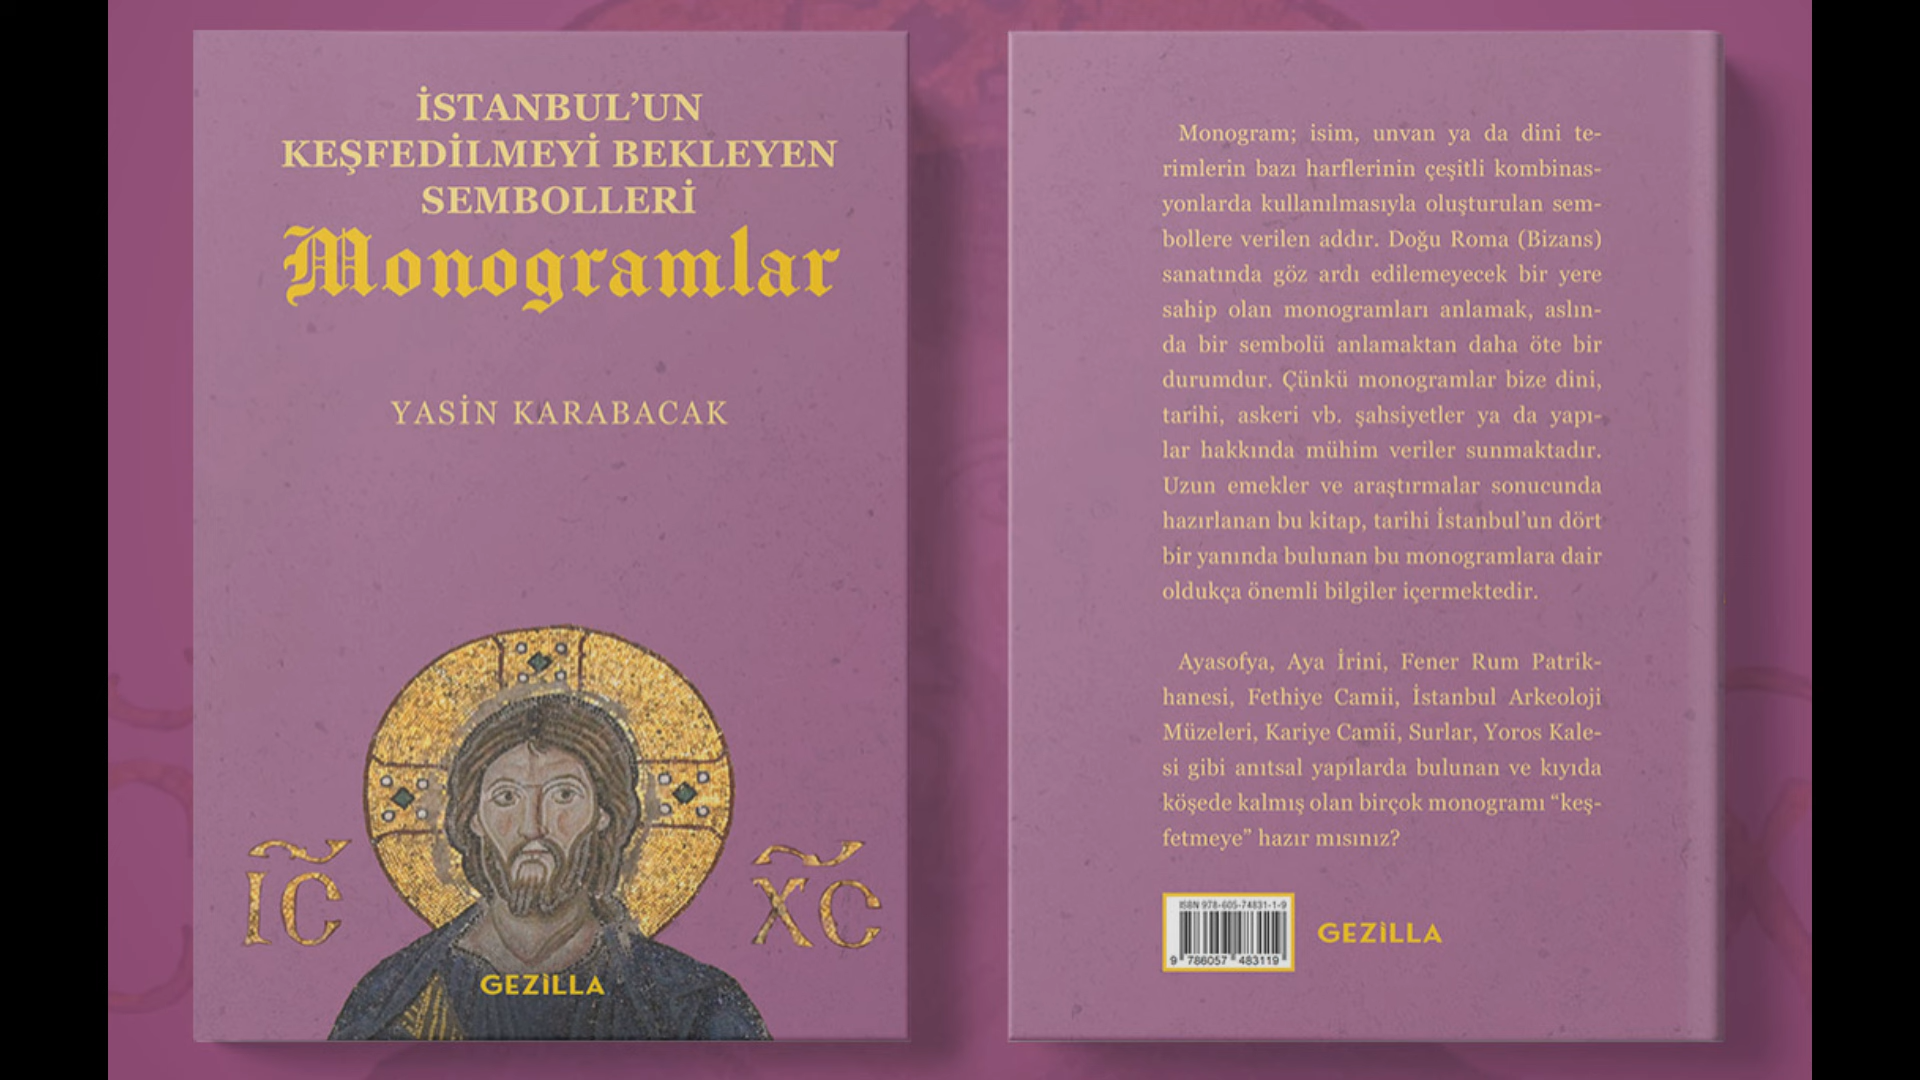 İSTANBUL’UN
KEŞFEDİLMEYİ BEKLEYEN
SEMBOLLERİ
Monogramlar
YASİN KARABACAK
IC
XC
GEZİLLA
Monogram; isim, unvan ya da dini te-
rimlerin bazı harflerinin çeşitli kombinas-
yonlarda kullanılmasıyla oluşturulan sem-
bollere verilen addır. Doğu Roma (Bizans)
sanatında göz ardı edilemeyecek bir yere
sahip olan monogramları anlamak, aslın-
da bir sembolü anlamaktan daha öte bir
durumdur. Çünkü monogramlar bize dini,
tarihi, askeri vb. şahsiyetler ya da yapı-
lar hakkında mühim veriler sunmaktadır.
Uzun emekler ve araştırmalar sonucunda
hazırlanan bu kitap, tarihi İstanbul’un dört
bir yanında bulunan bu monogramlara dair
oldukça önemli bilgiler içermektedir.
Ayasofya, Aya İrini, Fener Rum Patrik-
hanesi, Fethiye Camii, İstanbul Arkeoloji
Müzeleri, Kariye Camii, Surlar, Yoros Kale-
si gibi anıtsal yapılarda bulunan ve kıyıda
köşede kalmış olan birçok monogramı “keş-
fetmeye” hazır mısınız?
ISBN 978-605-74831-1-9
9 786057 483119
GEZİLLA